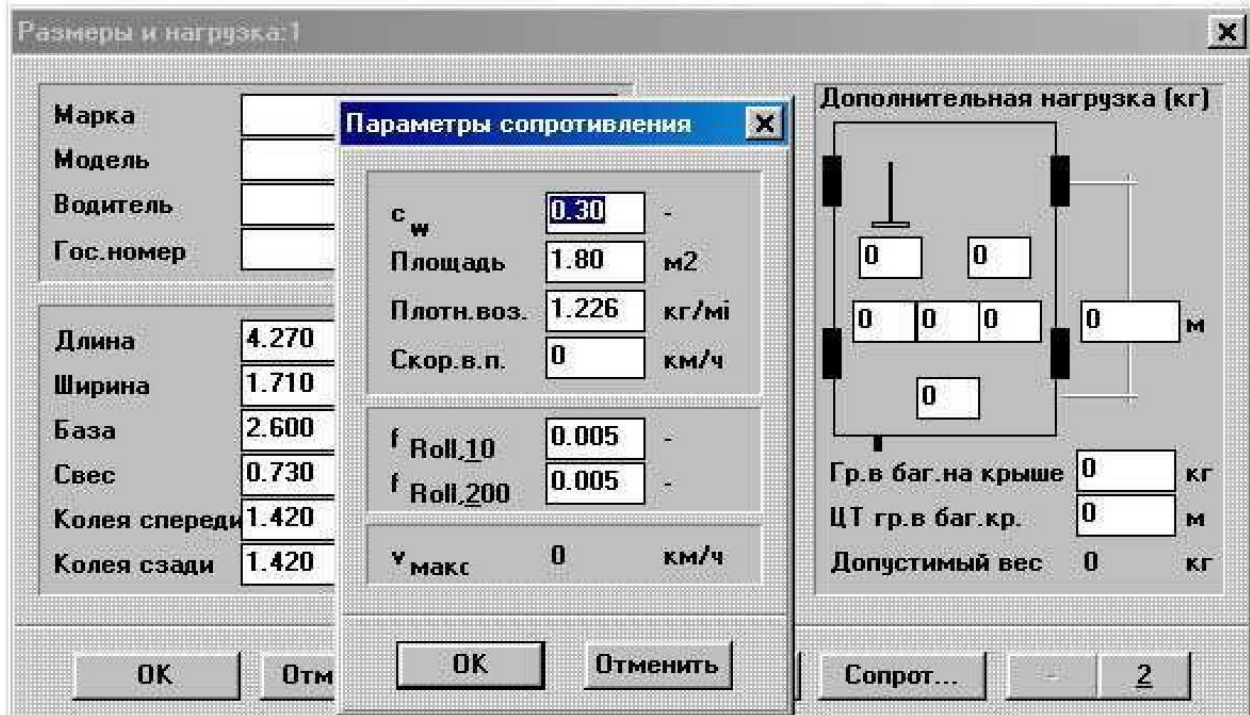 Размеры и нагрузка:1
Марка
Модель
Водитель
Гос.номер
Длина 4.270
Ширина 1.710
База 2.600
Свес 0.730
Колея спереди 1.420
Колея сзади 1.420
OK
Отм
Параметры сопротивления
c w 0.30 -
Площадь 1.80 м2
Плотн.воз. 1.226 кг/мi
Скор.в.п. 0 км/ч
f Roll,10 0.005 -
f Roll,200 0.005 -
v макс 0 км/ч
OK Отменить
Дополнительная нагрузка (кг)
0 0
0 0 0 0 м
0
Гр.в баг.на крыше 0 кг
ЦТ гр.в баг.кр. 0 м
Допустимый вес 0 кг
Сопрот... - 2